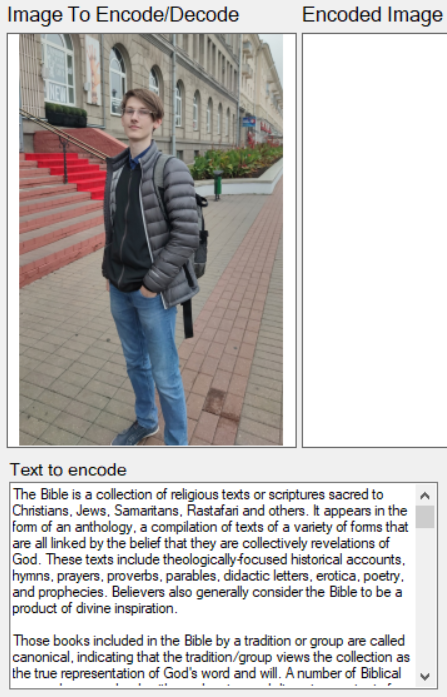 Image To Encode/Decode
Encoded Image
Text to encode
The Bible is a collection of religious texts or scriptures sacred to
Christians, Jews, Samaritans, Rastafari and others. It appears in the
form of an anthology, a compilation of texts of a variety of forms that
are all linked by the belief that they are collectively revelations of
God. These texts include theologically-focused historical accounts,
hymns, prayers, proverbs, parables, didactic letters, erotica, poetry,
and prophecies. Believers also generally consider the Bible to be a
product of divine inspiration.
Those books included in the Bible by a tradition or group are called
canonical, indicating that the tradition/group views the collection as
the true representation of God's word and will. A number of Biblical